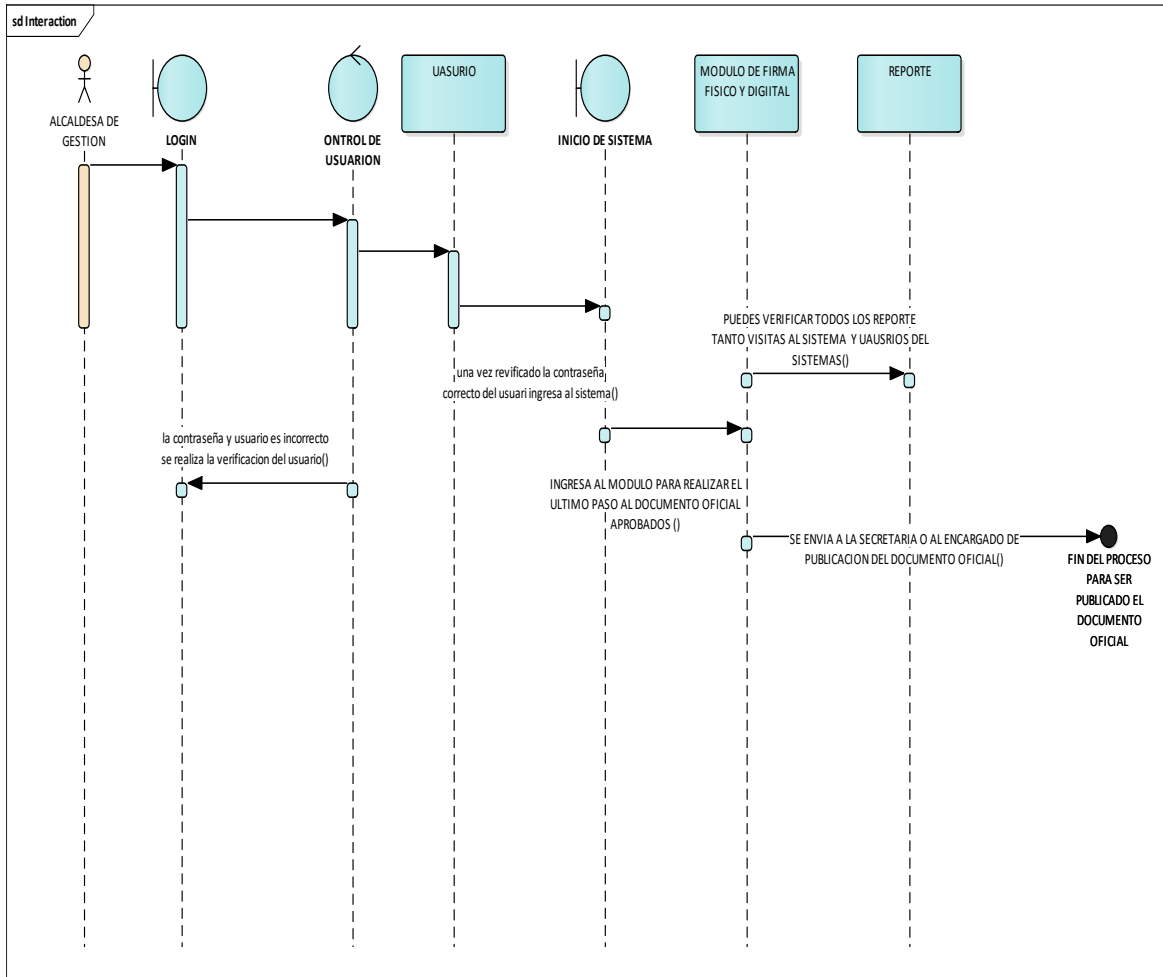 sd Interaction
ALCALDESA DE
GESTION
LOGIN
ONTROL DE
USUARION
UASURIO
INICIO DE SISTEMA
MODULO DE FIRMA
FISICO Y DIGIITAL
REPORTE
PUEDES VERIFICAR TODOS LOS REPORTE
TANTO VISITAS AL SISTEMA Y UAUSRIOS DEL
SISTEMAS()
una vez revificado la contraseña
correcto del usuari ingresa al sistema()
la contraseña y usuario es incorrecto
se realiza la verificacion del usuario()
INGRESA AL MODULO PARA REALIZAR EL
ULTIMO PASO AL DOCUMENTO OFICIAL
APROBADOS ()
SE ENVIA A LA SECRETARIA O AL ENCARGADO DE
PUBLICACION DEL DOCUMENTO OFICIAL()
FIN DEL PROCESO
PARA SER
PUBLICADO EL
DOCUMENTO
OFICIAL